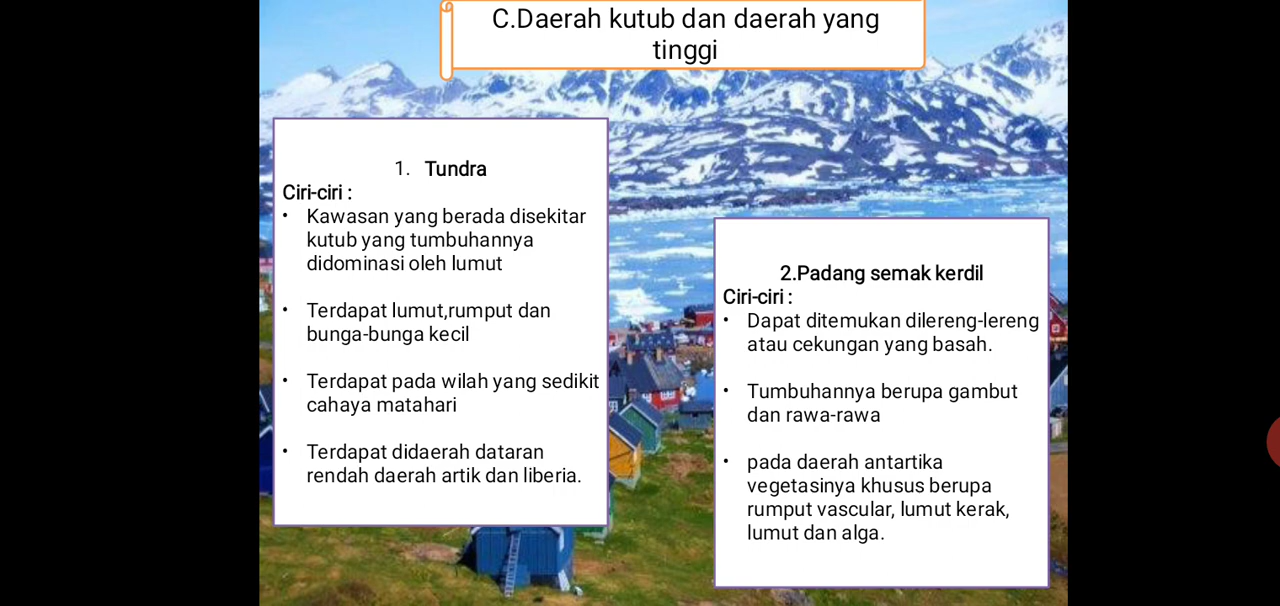 C.Daerah kutub dan daerah yang
tinggi
1. Tundra
Ciri-ciri :
• Kawasan yang berada disekitar
kutub yang tumbuhannya
didominasi oleh lumut
• Terdapat lumut,rumput dan
bunga-bunga kecil
• Terdapat pada wilah yang sedikit
cahaya matahari
• Terdapat didaerah dataran
rendah daerah artik dan liberia.
2.Padang semak kerdil
Ciri-ciri :
• Dapat ditemukan dilereng-lereng
atau cekungan yang basah.
• Tumbuhannya berupa gambut
dan rawa-rawa
• pada daerah antartika
vegetasinya khusus berupa
rumput vascular, lumut kerak,
lumut dan alga.